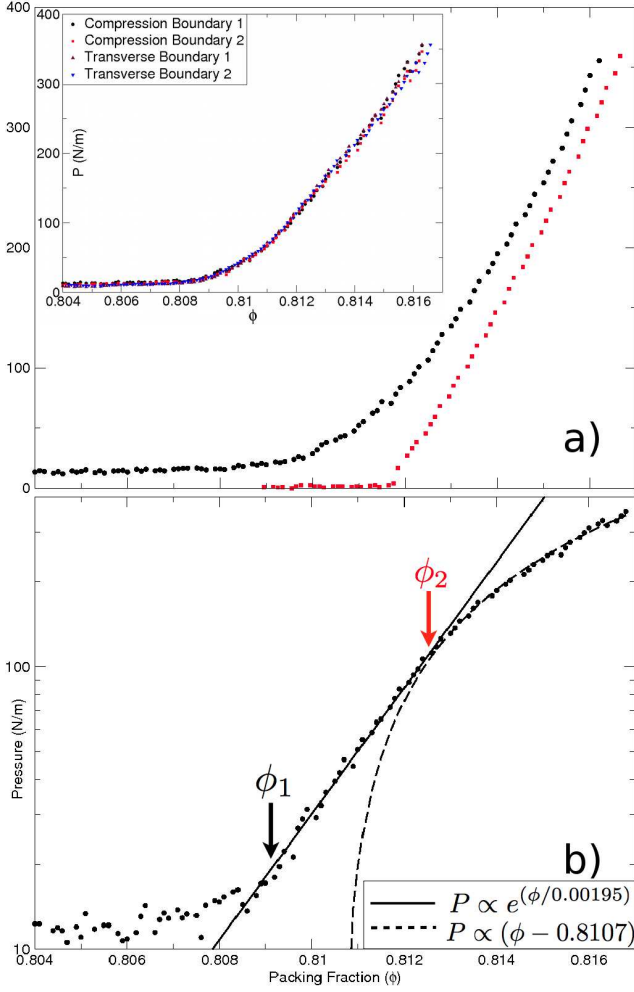 400
300
200
100
0
400
300
200
100
0
P (N/m)
Compression Boundary 1
Compression Boundary 2
Transverse Boundary 1
Transverse Boundary 2
0.804 0.806 0.808 0.81 0.812 0.814 0.816
ϕ
a)
100
10
Pressure (N/m)
ϕ₁
ϕ₂
b)
P ∝ e^(ϕ/0.00195)
P ∝ (ϕ − 0.8107)
0.804 0.806 0.808 0.81 0.812 0.814 0.816
Packing Fraction (ϕ)